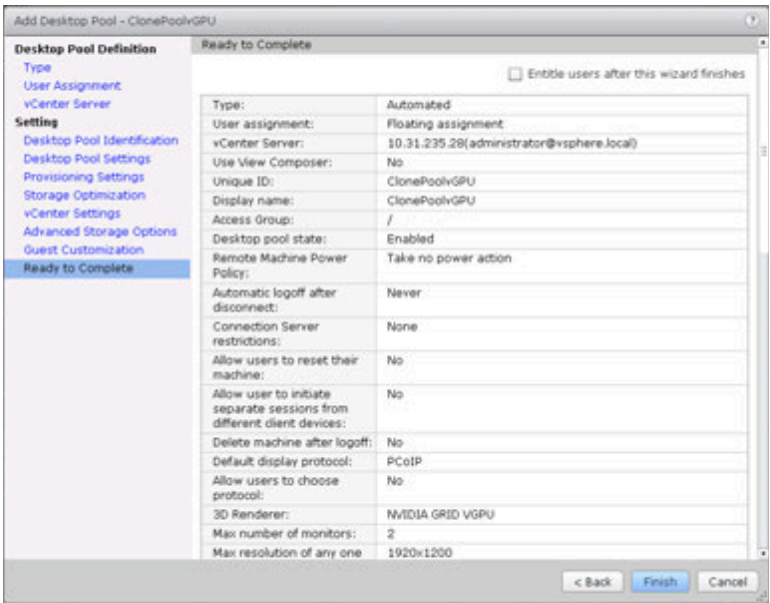 Add Desktop Pool - ClonePoolvGPU
?
Desktop Pool Definition
Type
User Assignment
vCenter Server
Setting
Desktop Pool Identification
Desktop Pool Settings
Provisioning Settings
Storage Optimization
vCenter Settings
Advanced Storage Options
Guest Customization
Ready to Complete
Ready to Complete
Entitle users after this wizard finishes
Type: Automated
User assignment: Floating assignment
vCenter Server: 10.31.235.28(administrator@vsphere.local)
Use View Composer: No
Unique ID: ClonePoolvGPU
Display name: ClonePoolvGPU
Access Group: /
Desktop pool state: Enabled
Remote Machine Power Take no power action
Policy:
Automatic logoff after Never
disconnect:
Connection Server None
restrictions:
Allow users to reset their No
machine:
Allow user to initiate No
separate sessions from
different client devices:
Delete machine after logoff: No
Default display protocol: PCoIP
Allow users to choose No
protocol:
3D Renderer: NVIDIA GRID VGPU
Max number of monitors: 2
Max resolution of any one 1920x1200
< Back Finish Cancel